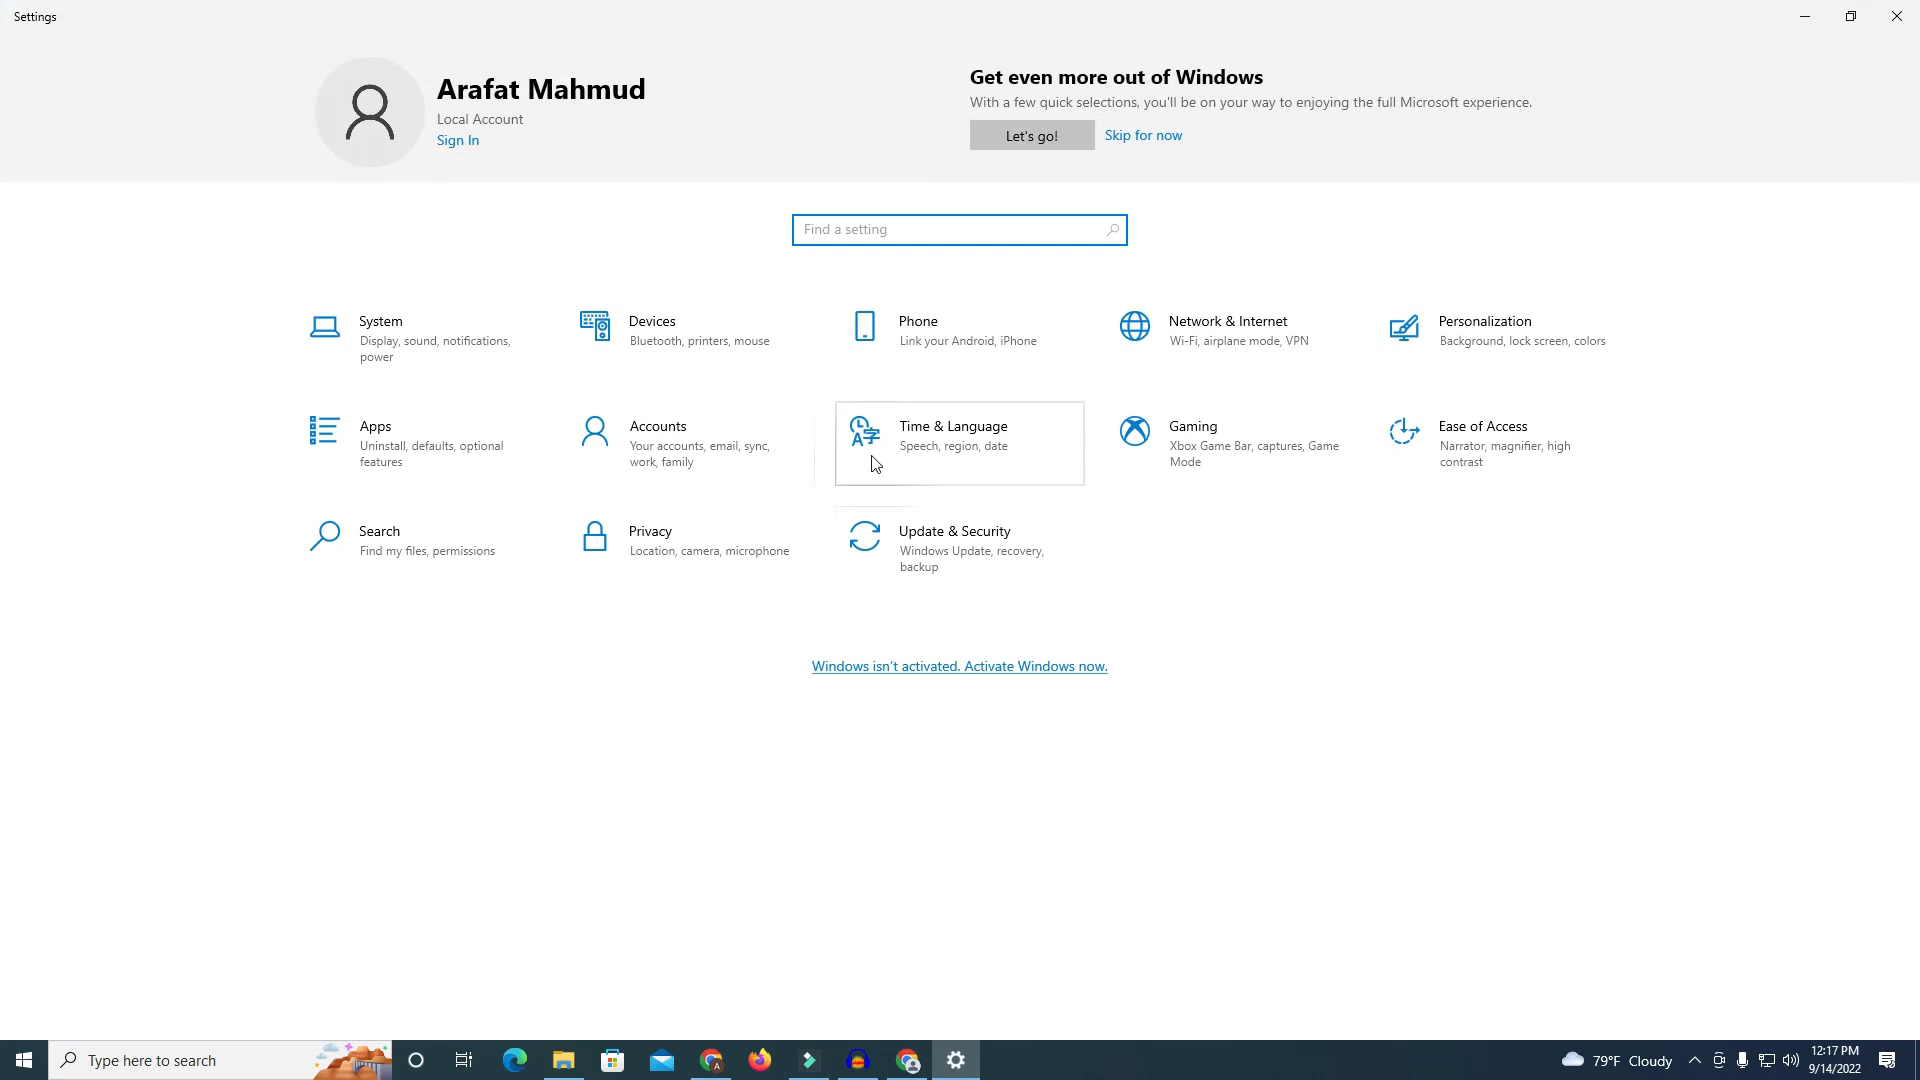 Settings
Arafat Mahmud
Local Account
Sign In
Get even more out of Windows
With a few quick selections, you'll be on your way to enjoying the full Microsoft experience.
Let's go!
Skip for now
Find a setting
System
Display, sound, notifications,
power
Devices
Bluetooth, printers, mouse
Phone
Link your Android, iPhone
Network & Internet
Wi-Fi, airplane mode, VPN
Personalization
Background, lock screen, colors
Apps
Uninstall, defaults, optional
features
Accounts
Your accounts, email, sync,
work, family
Time & Language
Speech, region, date
Gaming
Xbox Game Bar, captures, Game
Mode
Ease of Access
Narrator, magnifier, high
contrast
Search
Find my files, permissions
Privacy
Location, camera, microphone
Update & Security
Windows Update, recovery,
backup
Windows isn't activated. Activate Windows now.
Type here to search
79°F Cloudy
12:17 PM
9/14/2022